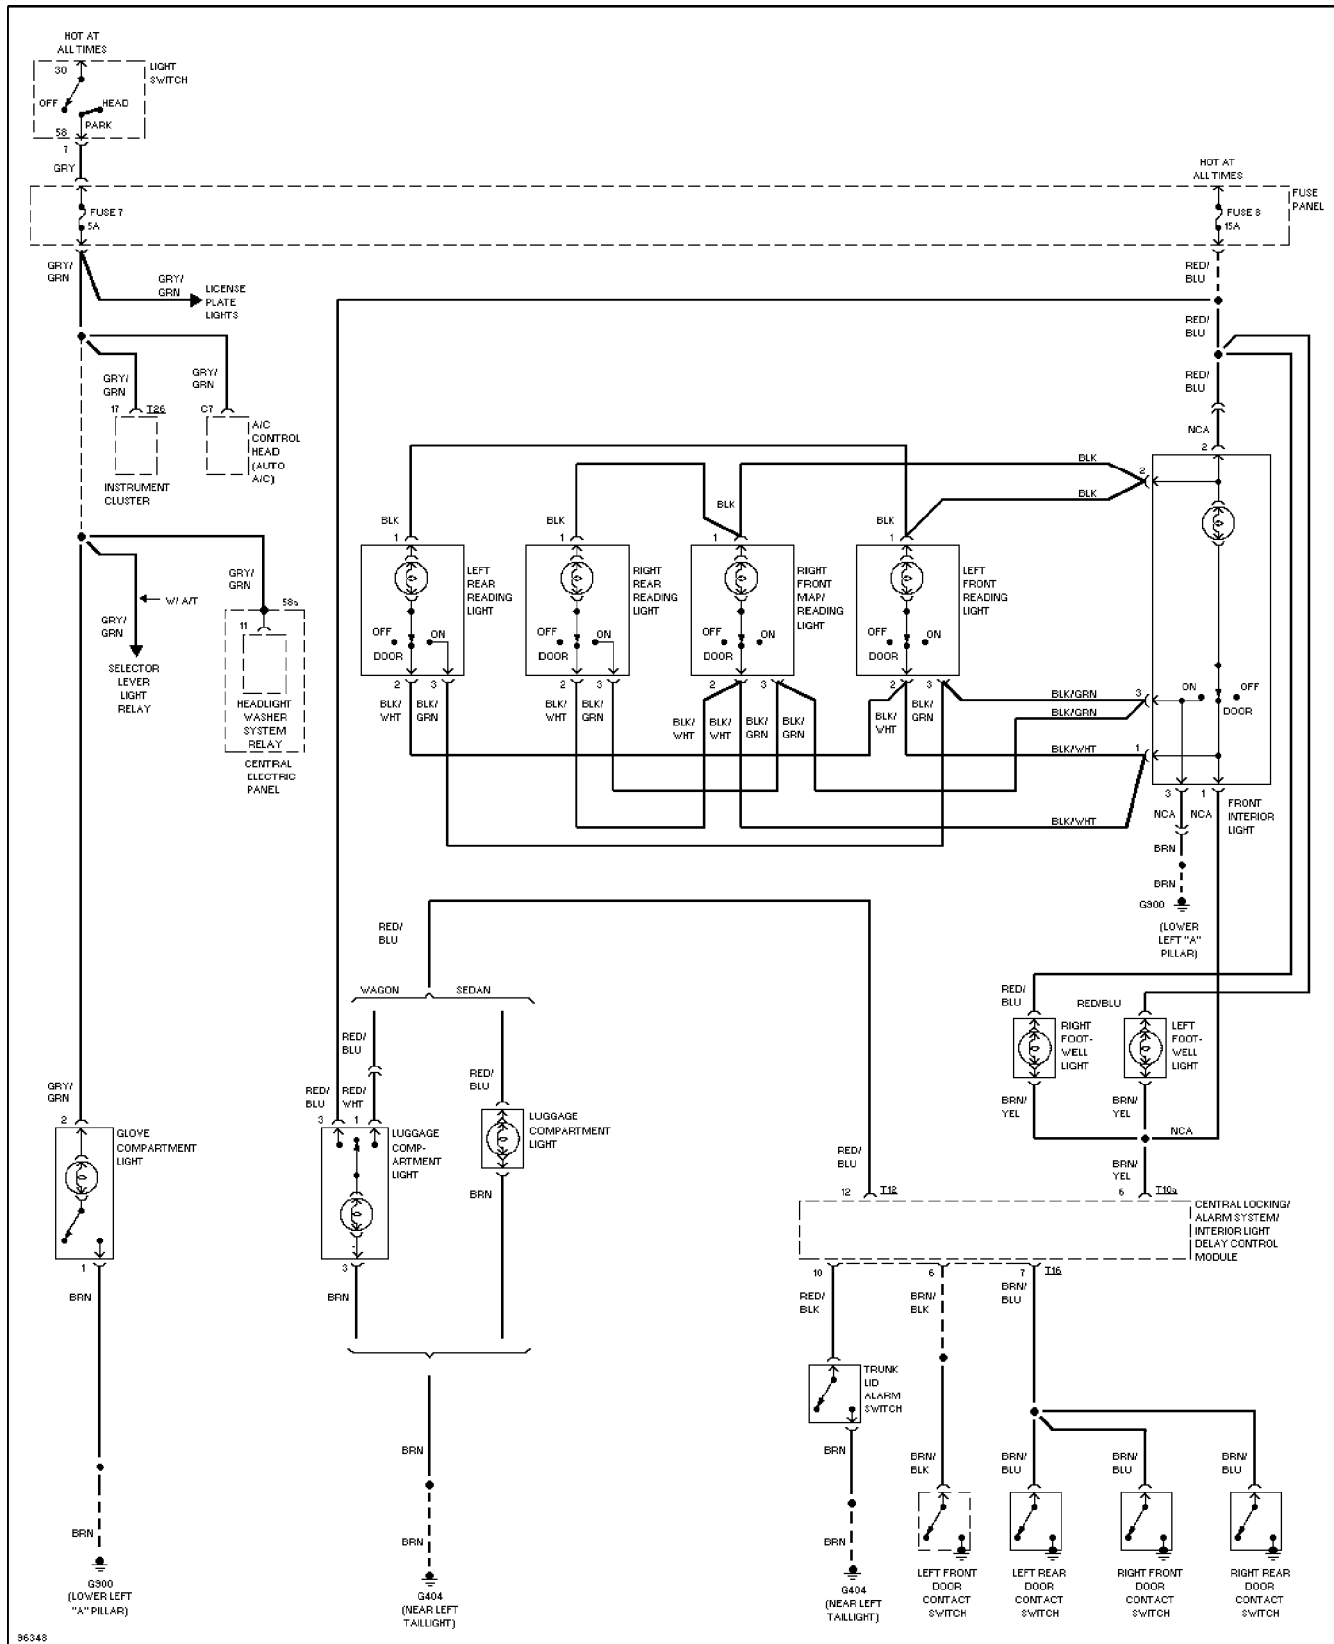 HOT AT
ALL TIMES
30
LIGHT
SWITCH
OFF
HEAD
PARK
58
7
GRY
HOT AT
ALL TIMES
FUSE 7
5A
FUSE 8
15A
FUSE
PANEL
GRY/
GRN
GRY/
GRN
LICENSE
PLATE
LIGHTS
RED/
BLU
RED/
BLU
RED/
BLU
GRY/
GRN
GRY/
GRN
17
T26
C7
A/C
CONTROL
HEAD
(AUTO
A/C)
INSTRUMENT
CLUSTER
NCA
2
BLK
2
BLK
BLK
BLK
BLK
BLK
1
1
1
1
LEFT
REAR
READING
LIGHT
RIGHT
REAR
READING
LIGHT
RIGHT
FRONT
MAP/
READING
LIGHT
LEFT
FRONT
READING
LIGHT
OFF
ON
DOOR
OFF
ON
DOOR
OFF
ON
DOOR
OFF
ON
DOOR
GRY/
GRN
W/ A/T
58a
GRY/
GRN
11
SELECTOR
LEVER
LIGHT
RELAY
HEADLIGHT
WASHER
SYSTEM
RELAY
CENTRAL
ELECTRIC
PANEL
2
3
2
3
2
3
2
3
BLK/
WHT
BLK/
GRN
BLK/
WHT
BLK/
GRN
BLK/
WHT
BLK/
WHT
BLK/
GRN
BLK/
GRN
BLK/
WHT
BLK/
GRN
BLK/GRN
3
BLK/GRN
BLK/WHT
1
BLK/WHT
ON
OFF
DOOR
3
1
NCA
NCA
FRONT
INTERIOR
LIGHT
BRN
BRN
G900
(LOWER
LEFT "A"
PILLAR)
RED/
BLU
WAGON
SEDAN
RED/
BLU
RED/BLU
RIGHT
FOOT-
WELL
LIGHT
LEFT
FOOT-
WELL
LIGHT
RED/
BLU
RED/
BLU
RED/
BLU
RED/
WHT
GRY/
GRN
BRN/
YEL
BRN/
YEL
NCA
2
GLOVE
COMPARTMENT
LIGHT
3
1
LUGGAGE
COMP-
ARTMENT
LIGHT
LUGGAGE
COMPARTMENT
LIGHT
RED/
BLU
BRN/
YEL
12
T12
6
T10a
BRN
CENTRAL LOCKING/
ALARM SYSTEM/
INTERIOR LIGHT
DELAY CONTROL
MODULE
1
3
10
6
7
T16
BRN
BRN
RED/
BLK
BRN/
BLK
BRN/
BLU
TRUNK
LID
ALARM
SWITCH
BRN
BRN
BRN/
BLK
BRN/
BLU
BRN/
BLU
BRN/
BLU
BRN
BRN
BRN
G900
(LOWER LEFT
"A" PILLAR)
G404
(NEAR LEFT
TAILLIGHT)
G404
(NEAR LEFT
TAILLIGHT)
LEFT FRONT
DOOR
CONTACT
SWITCH
LEFT REAR
DOOR
CONTACT
SWITCH
RIGHT FRONT
DOOR
CONTACT
SWITCH
RIGHT REAR
DOOR
CONTACT
SWITCH
96348